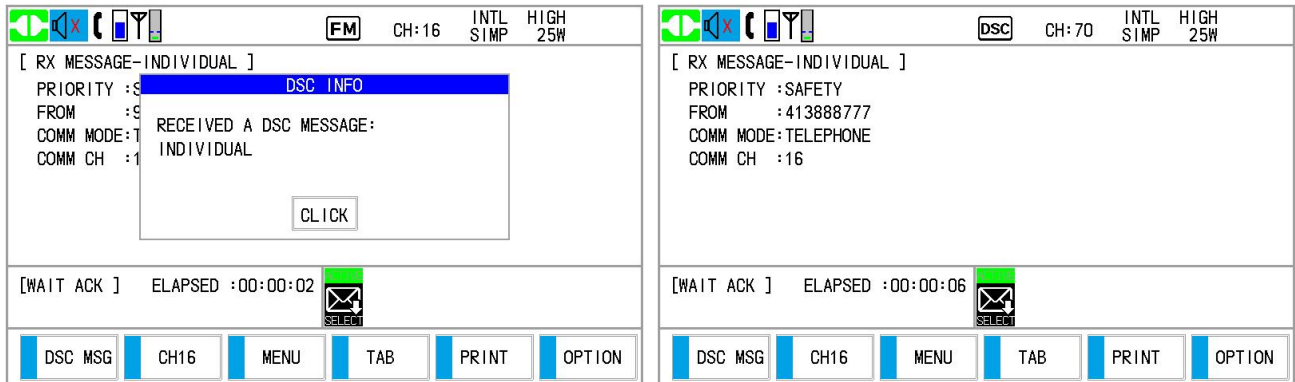 FM CH:16 INTL HIGH
SIMP 25W
[ RX MESSAGE-INDIVIDUAL ]
PRIORITY :S
FROM :9
COMM MODE:T
COMM CH :1
DSC INFO
RECEIVED A DSC MESSAGE:
INDIVIDUAL
CLICK
[WAIT ACK ] ELAPSED :00:00:02
SELECT
DSC MSG CH16 MENU TAB PRINT OPTION
DSC CH:70 INTL HIGH
SIMP 25W
[ RX MESSAGE-INDIVIDUAL ]
PRIORITY :SAFETY
FROM :413888777
COMM MODE:TELEPHONE
COMM CH :16
[WAIT ACK ] ELAPSED :00:00:06
SELECT
DSC MSG CH16 MENU TAB PRINT OPTION